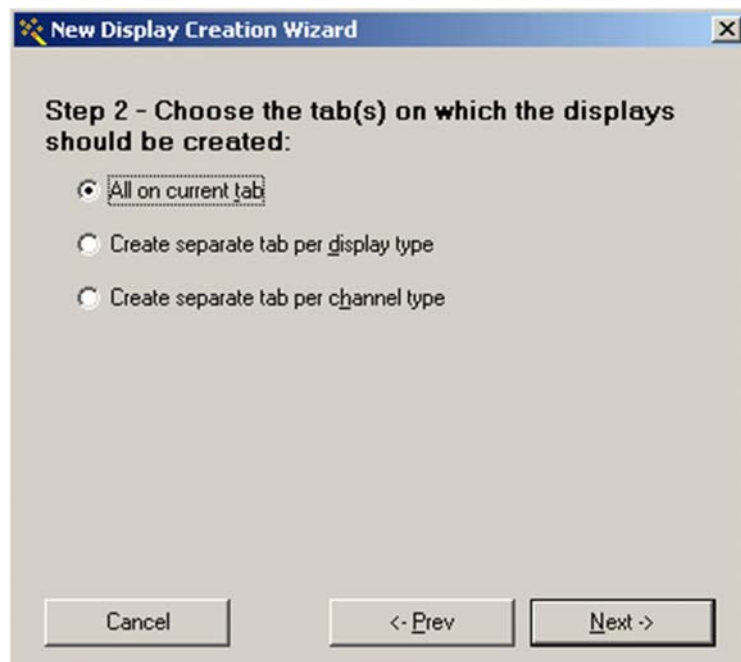 New Display Creation Wizard
Step 2 - Choose the tab(s) on which the displays
should be created:
All on current tab
Create separate tab per display type
Create separate tab per channel type
Cancel
<- Prev
Next ->